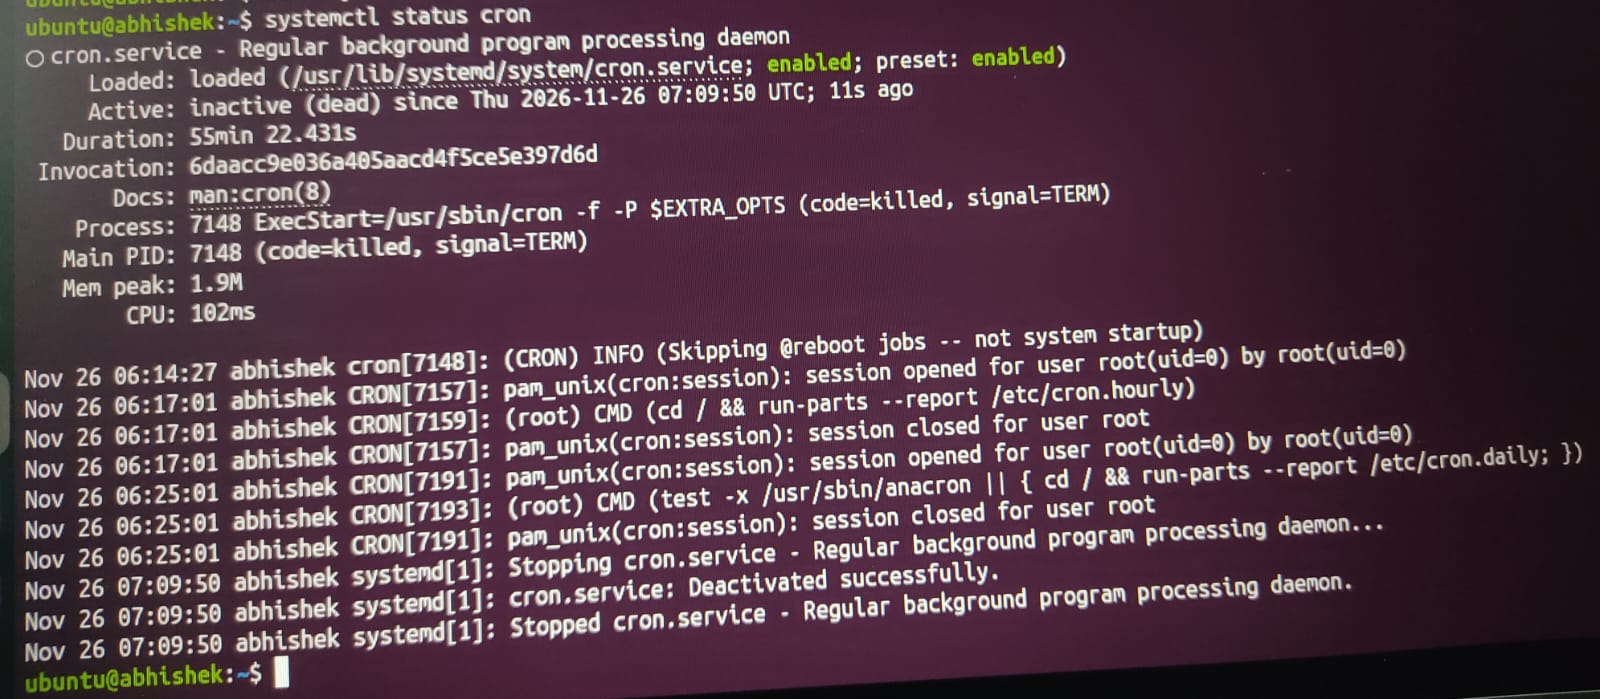 ubuntu@abhishek:~$ systemctl status cron
○ cron.service - Regular background program processing daemon
Loaded: loaded (/usr/lib/systemd/system/cron.service; enabled; preset: enabled)
Active: inactive (dead) since Thu 2026-11-26 07:09:50 UTC; 11s ago
Duration: 55min 22.431s
Invocation: 6daacc9e036a405aacd4f5ce5e397d6d
Docs: man:cron(8)
Process: 7148 ExecStart=/usr/sbin/cron -f -P $EXTRA_OPTS (code=killed, signal=TERM)
Main PID: 7148 (code=killed, signal=TERM)
Mem peak: 1.9M
CPU: 102ms
Nov 26 06:14:27 abhishek cron[7148]: (CRON) INFO (Skipping @reboot jobs -- not system startup)
Nov 26 06:17:01 abhishek CRON[7157]: pam_unix(cron:session): session opened for user root(uid=0) by root(uid=0)
Nov 26 06:17:01 abhishek CRON[7159]: (root) CMD (cd / && run-parts --report /etc/cron.hourly)
Nov 26 06:17:01 abhishek CRON[7157]: pam_unix(cron:session): session closed for user root
Nov 26 06:25:01 abhishek CRON[7191]: pam_unix(cron:session): session opened for user root(uid=0) by root(uid=0)
Nov 26 06:25:01 abhishek CRON[7193]: (root) CMD (test -x /usr/sbin/anacron || { cd / && run-parts --report /etc/cron.daily; })
Nov 26 06:25:01 abhishek CRON[7191]: pam_unix(cron:session): session closed for user root
Nov 26 07:09:50 abhishek systemd[1]: Stopping cron.service - Regular background program processing daemon...
Nov 26 07:09:50 abhishek systemd[1]: cron.service: Deactivated successfully.
Nov 26 07:09:50 abhishek systemd[1]: Stopped cron.service - Regular background program processing daemon.
ubuntu@abhishek:~$